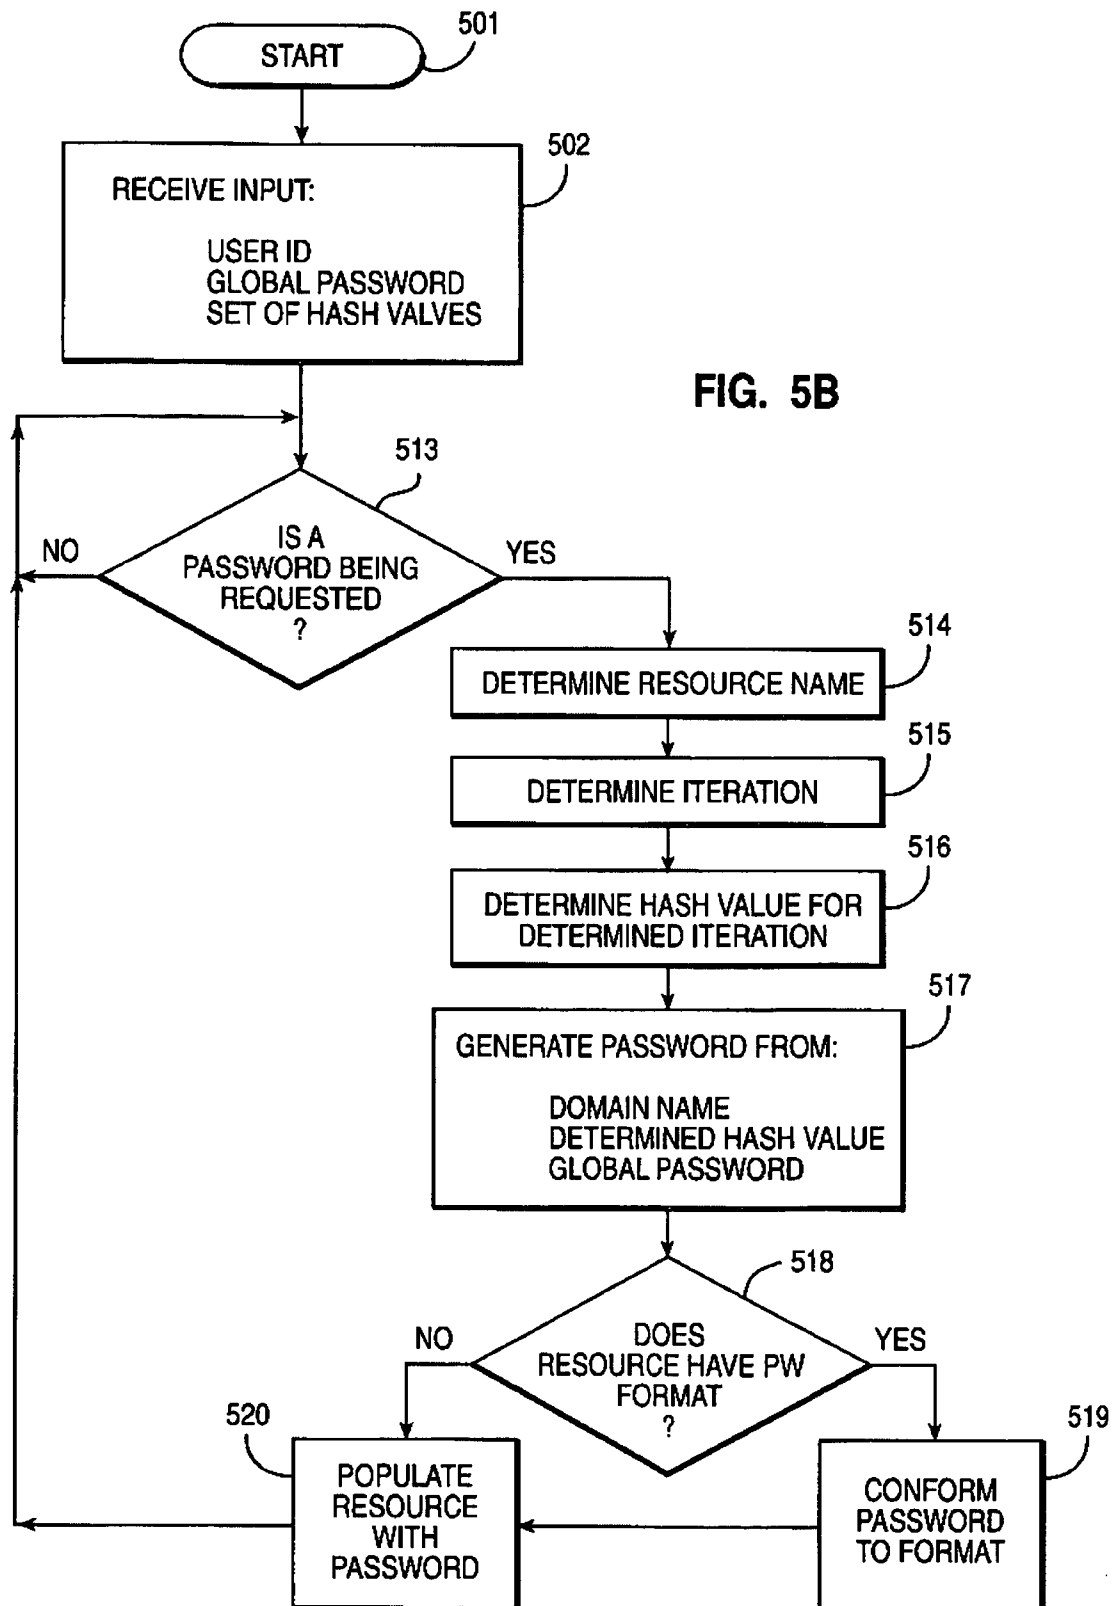 START
501
502
RECEIVE INPUT:
USER ID
GLOBAL PASSWORD
SET OF HASH VALVES
FIG. 5B
513
IS A
PASSWORD BEING
REQUESTED
?
NO
YES
514
DETERMINE RESOURCE NAME
515
DETERMINE ITERATION
516
DETERMINE HASH VALUE FOR
DETERMINED ITERATION
517
GENERATE PASSWORD FROM:
DOMAIN NAME
DETERMINED HASH VALUE
GLOBAL PASSWORD
518
DOES
RESOURCE HAVE PW
FORMAT
?
NO
YES
520
POPULATE
RESOURCE
WITH
PASSWORD
519
CONFORM
PASSWORD
TO FORMAT